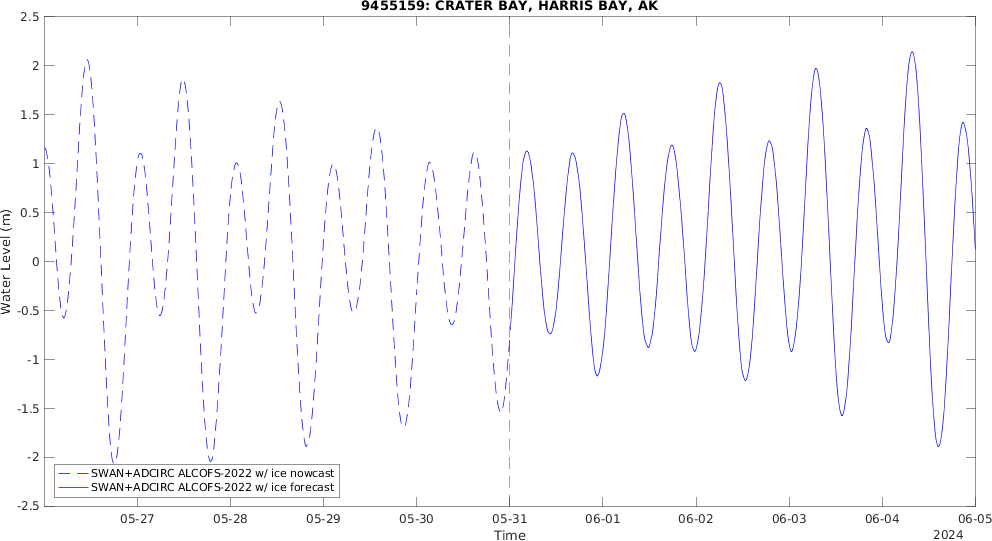 9455159: CRATER BAY, HARRIS BAY, AK
Water Level (m)
2.5
2
1.5
1
0.5
0
-0.5
-1
-1.5
-2
-2.5
SWAN+ADCIRC ALCOFS-2022 w/ ice nowcast
SWAN+ADCIRC ALCOFS-2022 w/ ice forecast
05-27 05-28 05-29 05-30 05-31 06-01 06-02 06-03 06-04 06-05
Time
2024